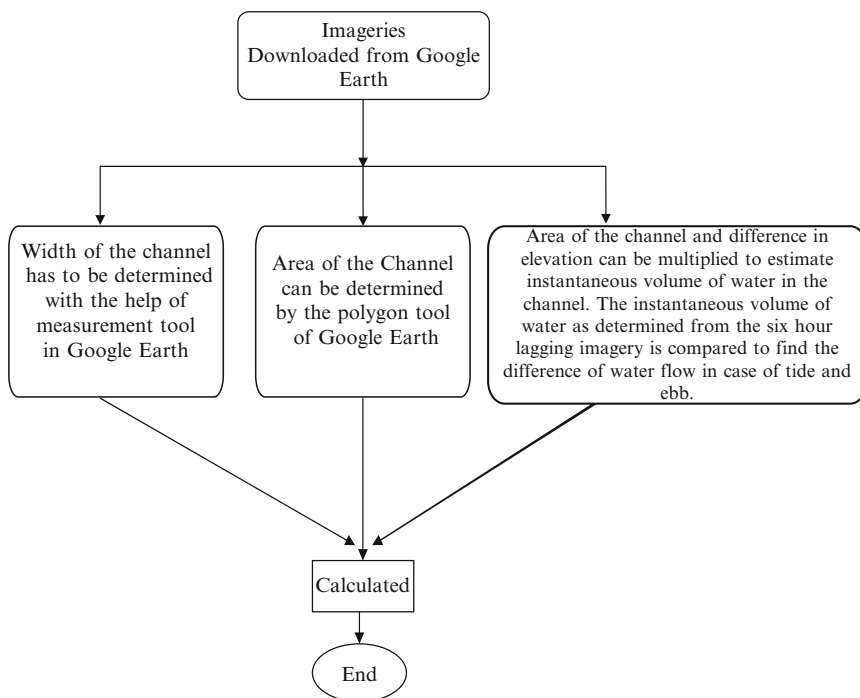 Imageries
Downloaded from Google
Earth
Width of the channel
has to be determined
with the help of
measurement tool
in Google Earth
Area of the Channel
can be determined
by the polygon tool
of Google Earth
Area of the channel and difference in
elevation can be multiplied to estimate
instantaneous volume of water in the
channel. The instantaneous volume of
water as determined from the six hour
lagging imagery is compared to find the
difference of water flow in case of tide and
ebb.
Calculated
End